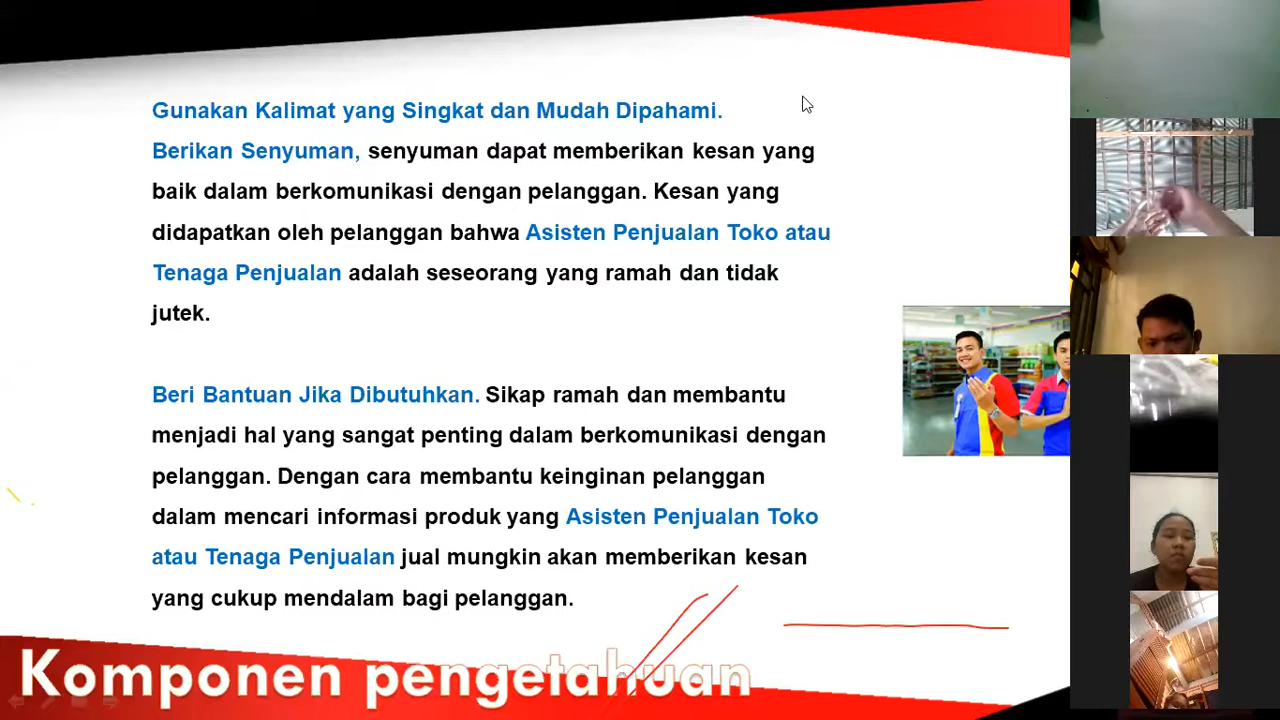 Gunakan Kalimat yang Singkat dan Mudah Dipahami.
Berikan Senyuman, senyuman dapat memberikan kesan yang
baik dalam berkomunikasi dengan pelanggan. Kesan yang
didapatkan oleh pelanggan bahwa Asisten Penjualan Toko atau
Tenaga Penjualan adalah seseorang yang ramah dan tidak
jutek.
Beri Bantuan Jika Dibutuhkan. Sikap ramah dan membantu
menjadi hal yang sangat penting dalam berkomunikasi dengan
pelanggan. Dengan cara membantu keinginan pelanggan
dalam mencari informasi produk yang Asisten Penjualan Toko
atau Tenaga Penjualan jual mungkin akan memberikan kesan
yang cukup mendalam bagi pelanggan.
Komponen pengetahuan